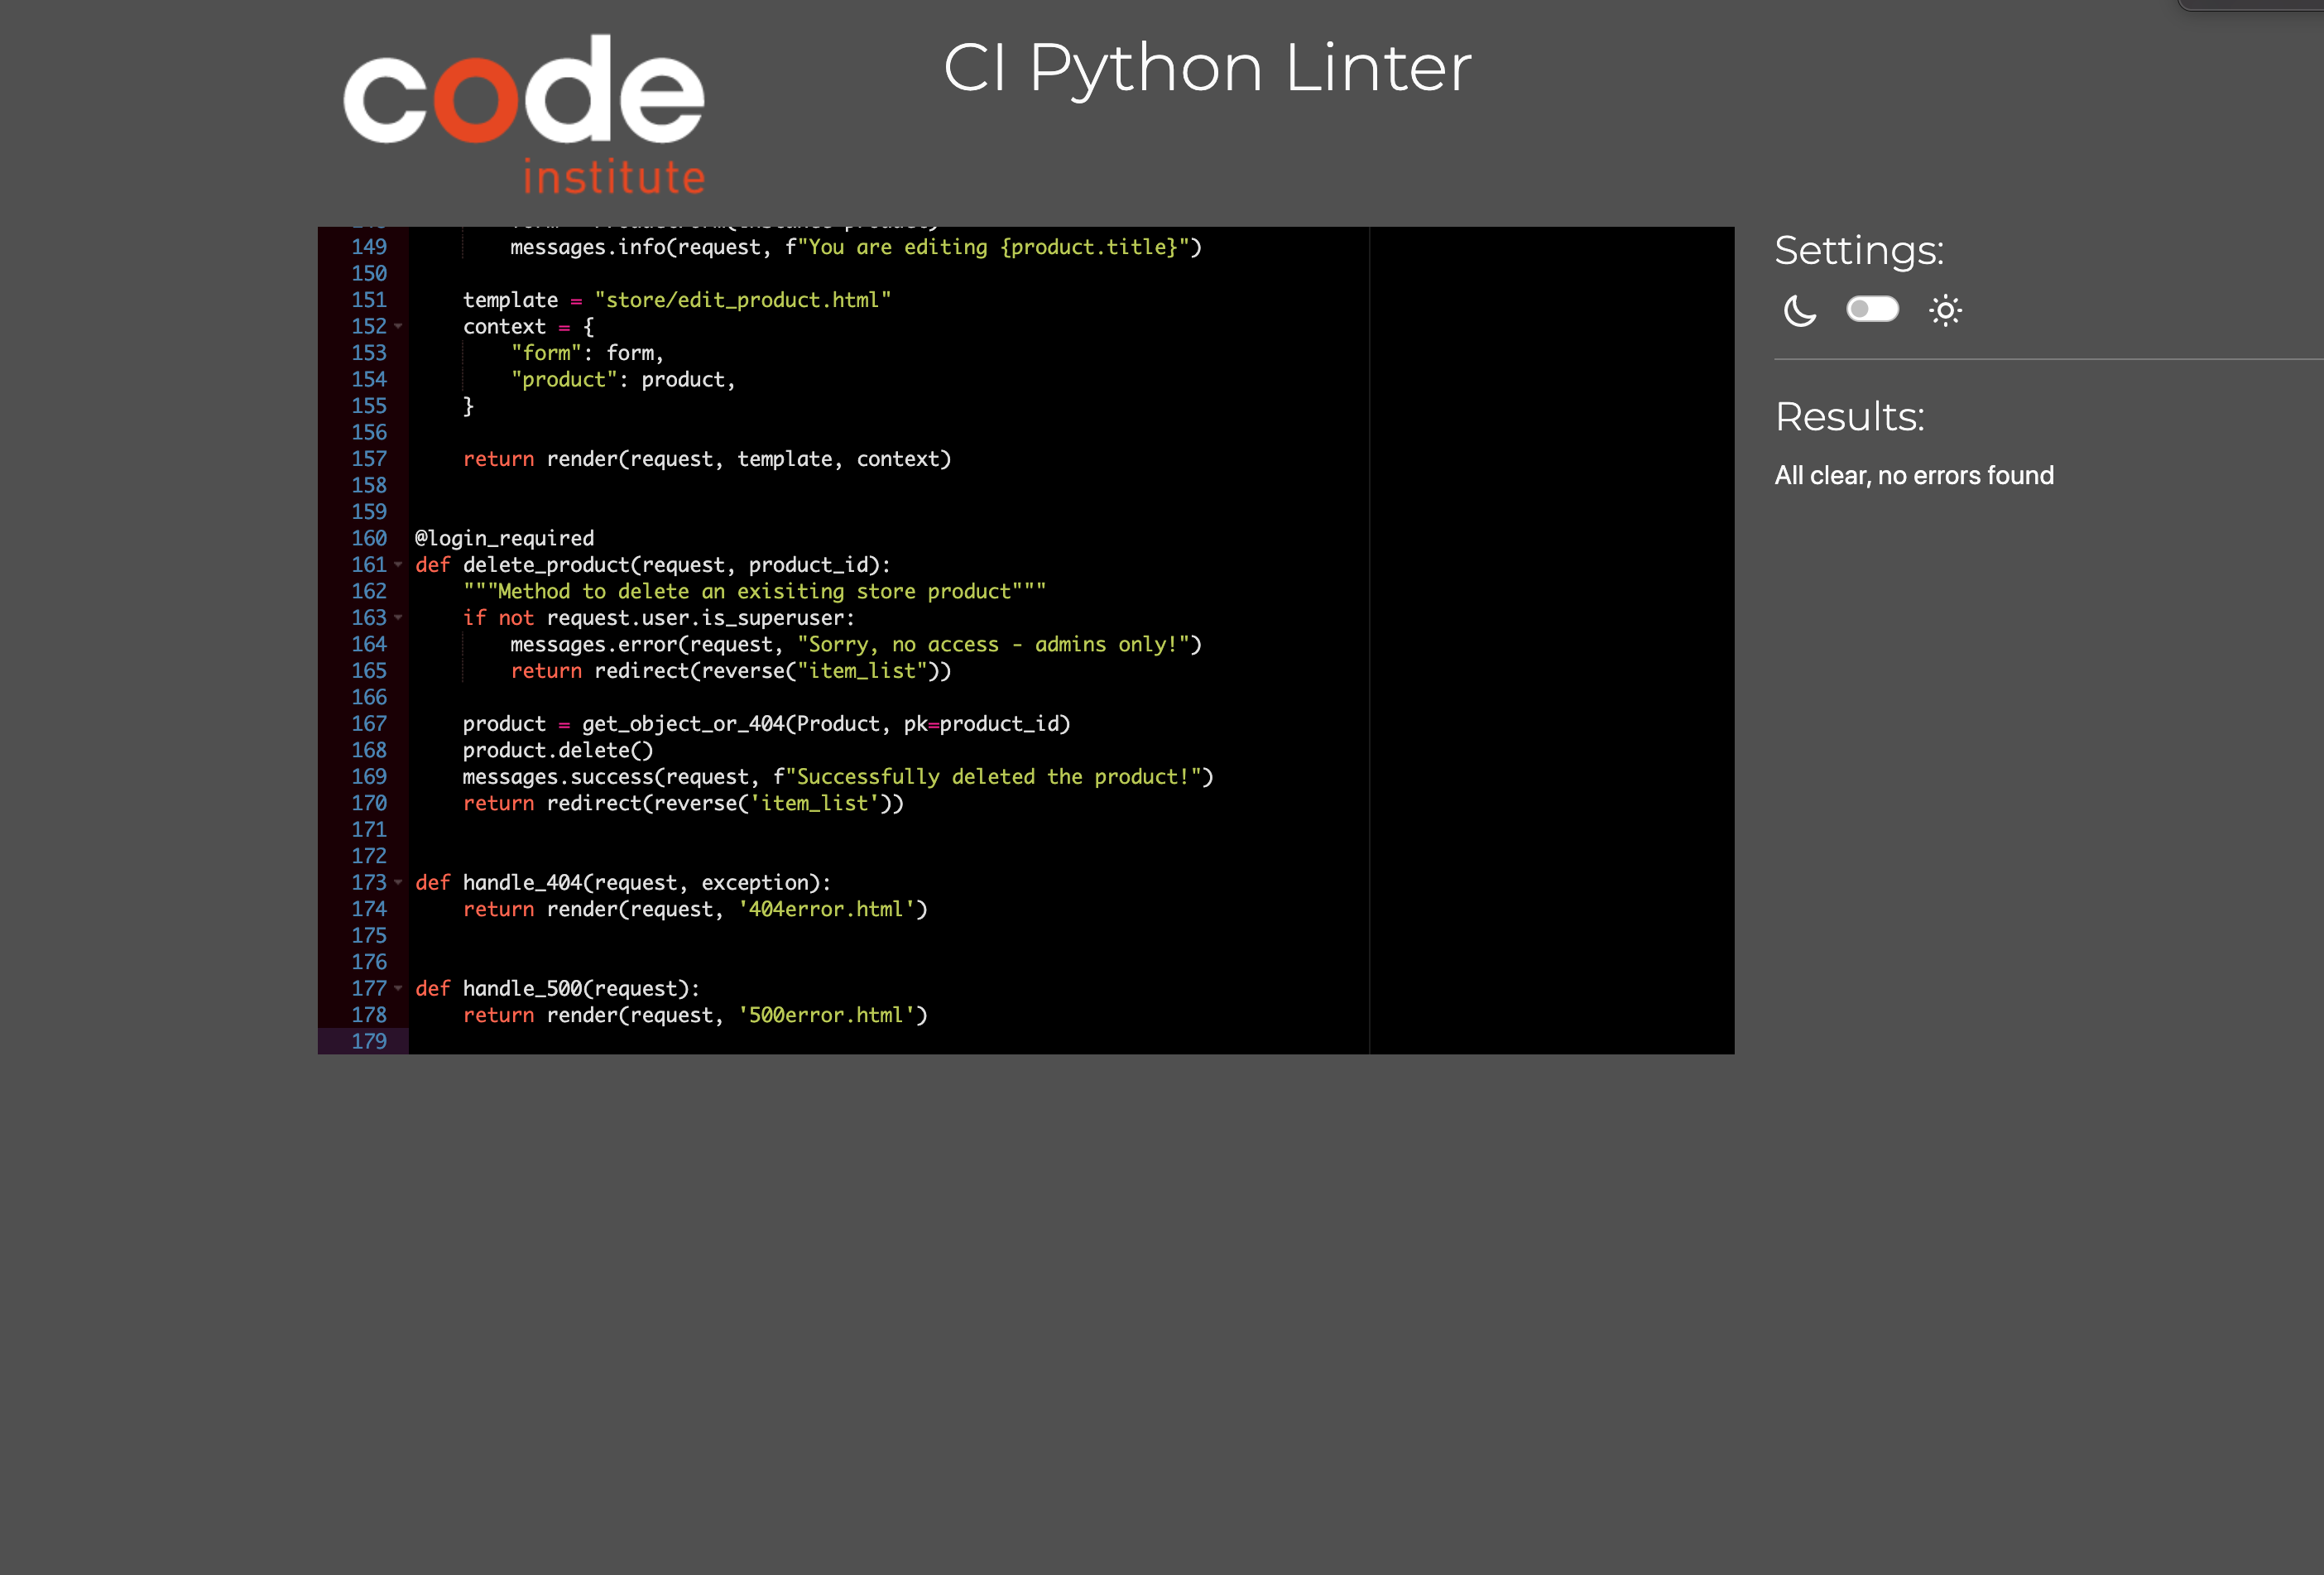 code
institute
CI Python Linter
149         messages.info(request, f"You are editing {product.title}")
150
151     template = "store/edit_product.html"
152     context = {
153         "form": form,
154         "product": product,
155     }
156
157     return render(request, template, context)
158
159
160 @login_required
161 def delete_product(request, product_id):
162     """Method to delete an exisiting store product"""
163     if not request.user.is_superuser:
164         messages.error(request, "Sorry, no access - admins only!")
165         return redirect(reverse("item_list"))
166
167     product = get_object_or_404(Product, pk=product_id)
168     product.delete()
169     messages.success(request, f"Successfully deleted the product!")
170     return redirect(reverse('item_list'))
171
172
173 def handle_404(request, exception):
174     return render(request, '404error.html')
175
176
177 def handle_500(request):
178     return render(request, '500error.html')
179
Settings:
Results:
All clear, no errors found